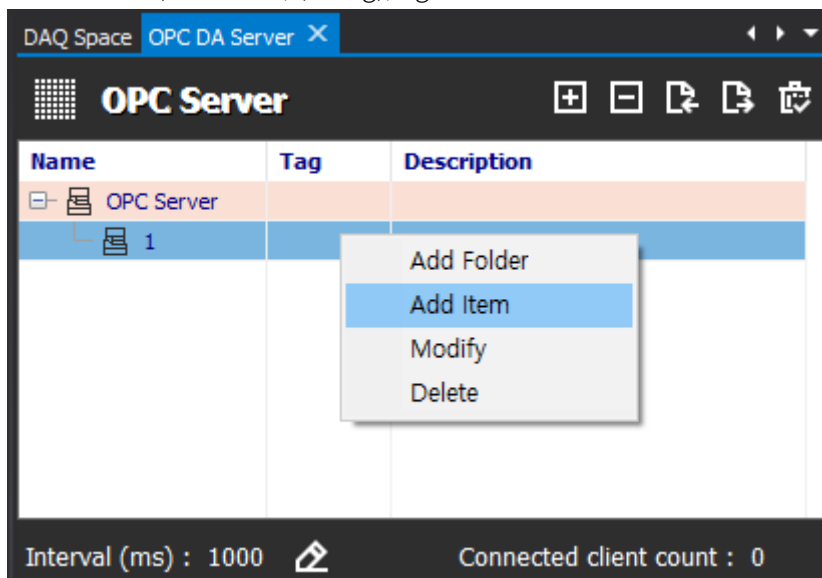 DAQ Space OPC DA Server
OPC Server
Name Tag Description
OPC Server
1
Add Folder
Add Item
Modify
Delete
Interval (ms) : 1000 Connected client count : 0